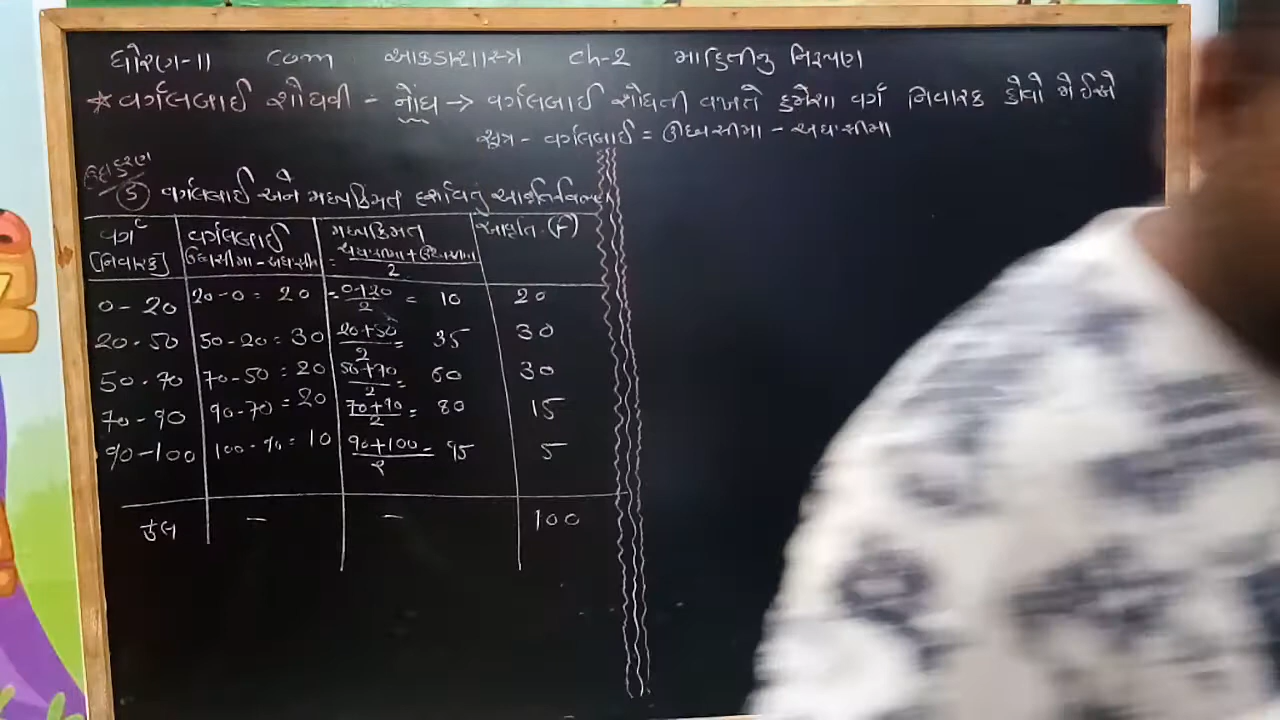 ધોરણ-11 com આંકડાશાસ્ત્ર ch-2 માહિતીનું નિરૂપણ
* વર્ગલંબાઈ શોધવી - નોંધ → વર્ગલંબાઈ શોધતી વખતે હંમેશા વર્ગ નિવારક હોવો જોઈએ
સૂત્ર - વર્ગલંબાઈ = ઊર્ધ્વસીમા - અધઃસીમા
ઉદાહરણ
5 વર્ગલંબાઈ અને મધ્યકિંમત દર્શાવતું આવૃત્તિવિતરણ
વર્ગ [નિવારક] વર્ગલંબાઈ ઊર્ધ્વસીમા - અધઃસીમા મધ્યકિંમત = અધઃસીમા + ઊર્ધ્વસીમા / 2 આવૃત્તિ (F)
0 - 20 20 - 0 = 20 = 0+20/2 = 10 20
20 - 50 50 - 20 = 30 20+50/2 = 35 30
50 - 70 70 - 50 = 20 50+70/2 = 60 30
70 - 90 90 - 70 = 20 70+90/2 = 80 15
90 - 100 100 - 90 = 10 90+100/2 = 95 5
કુલ - - 100